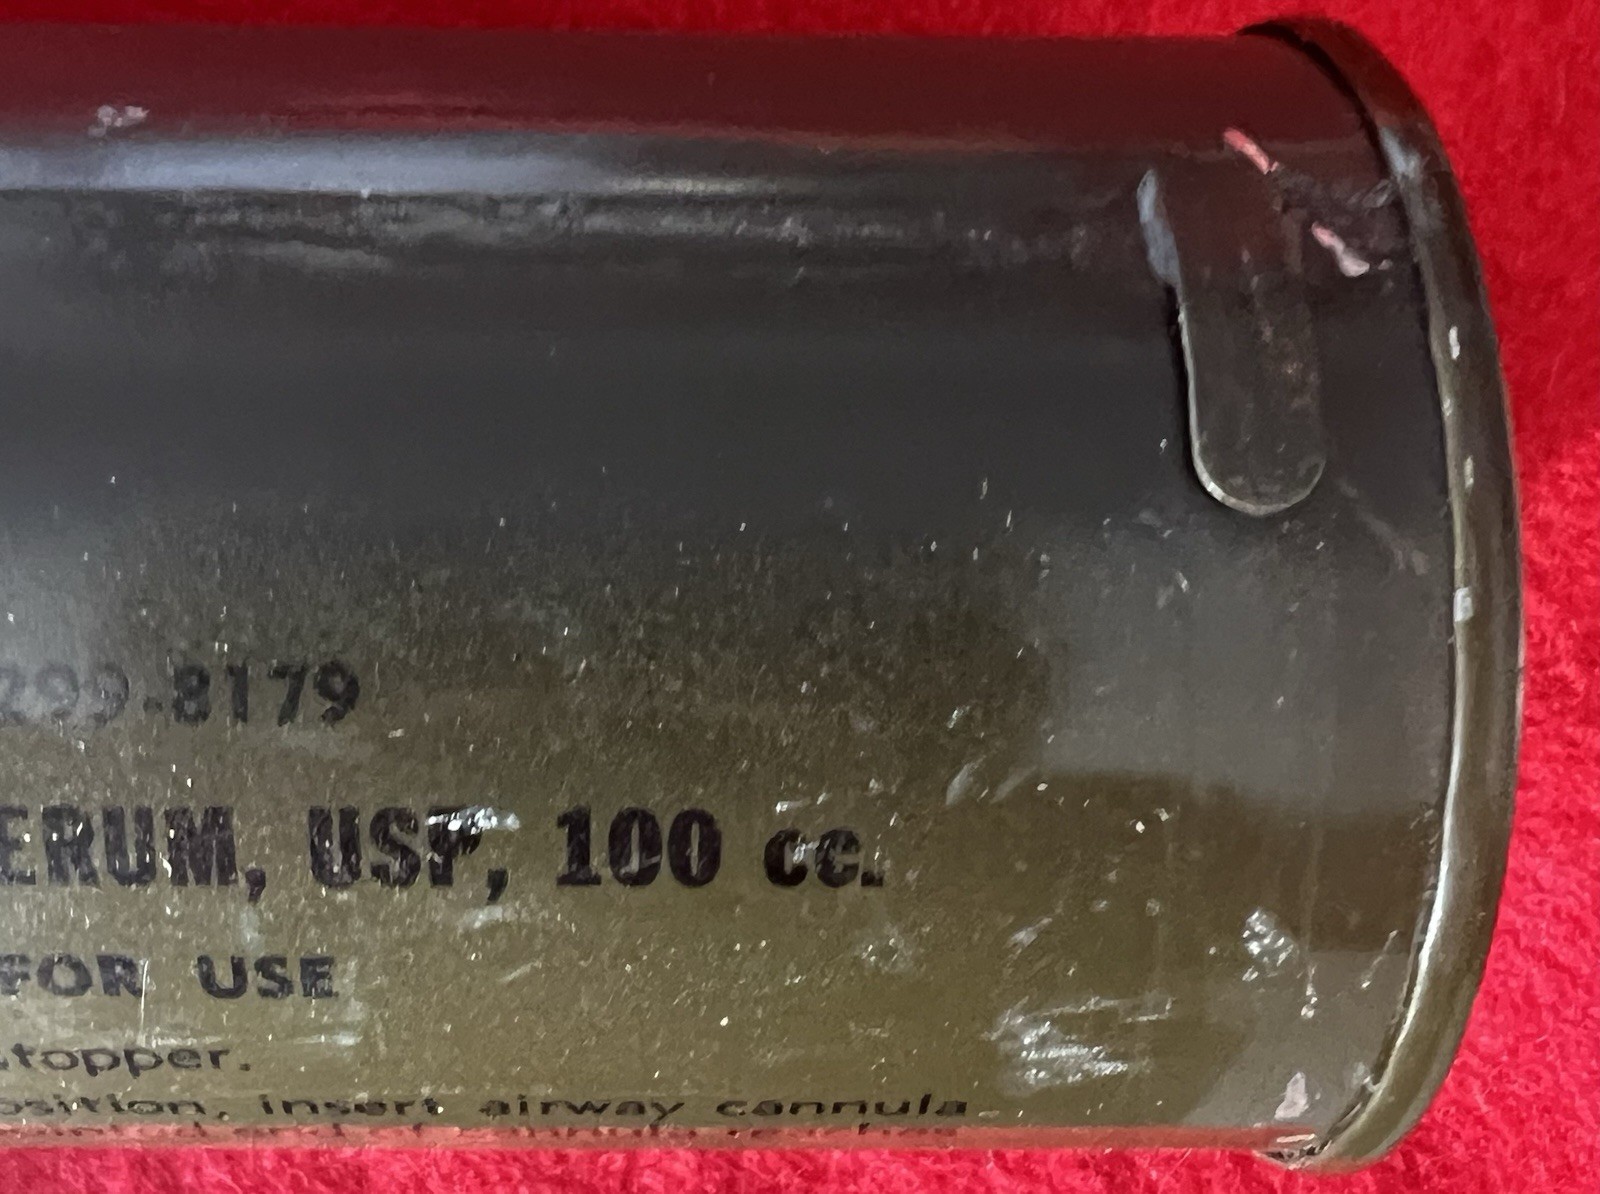 299-8179
ERUM, USP, 100 cc.
FOR USE
stopper.
osition, insert airway cannula